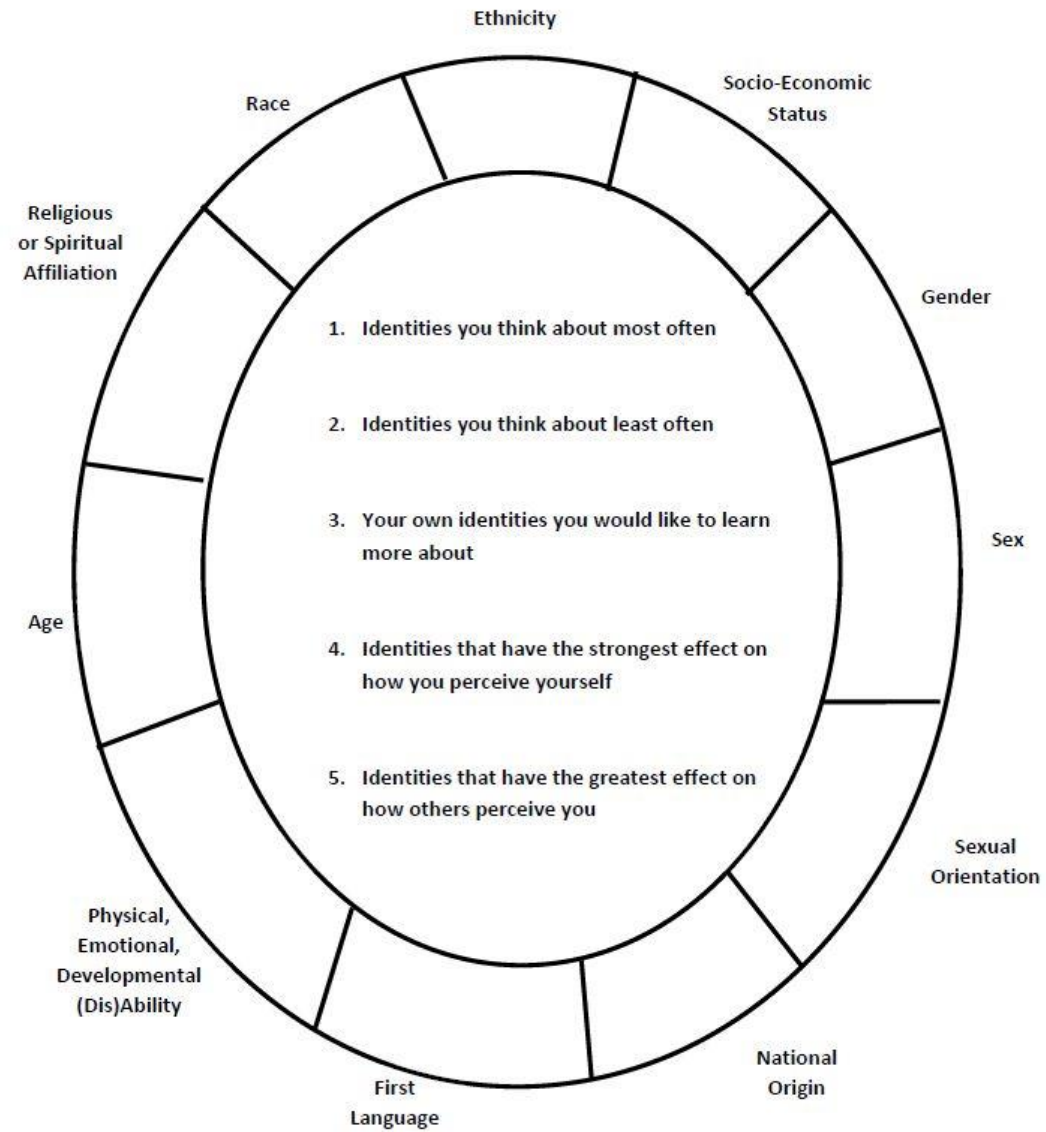 Ethnicity
Socio-Economic
Status
Race
Religious
or Spiritual
Affiliation
Gender
1. Identities you think about most often
2. Identities you think about least often
3. Your own identities you would like to learn
more about
Sex
Age
4. Identities that have the strongest effect on
how you perceive yourself
5. Identities that have the greatest effect on
how others perceive you
Sexual
Orientation
Physical,
Emotional,
Developmental
(Dis)Ability
National
Origin
First
Language